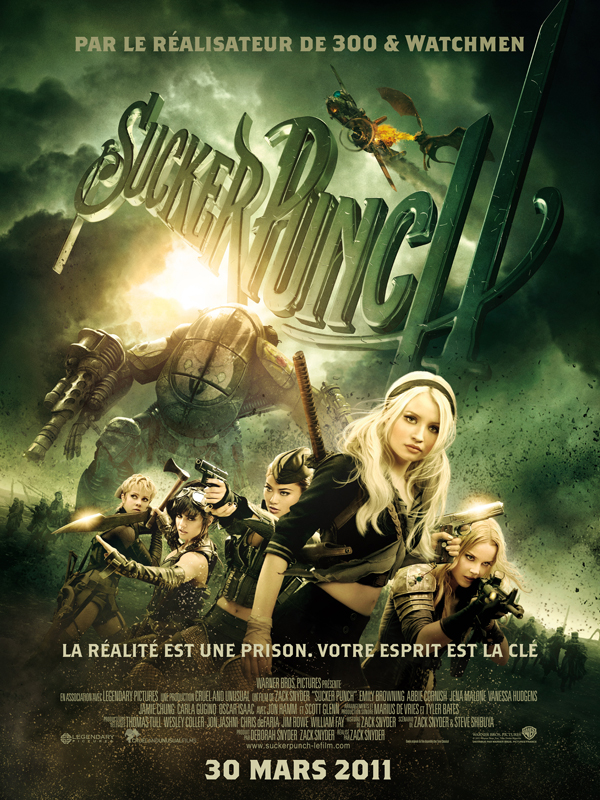 PAR LE RÉALISATEUR DE 300 & WATCHMEN
SUCKER PUNCH
LA RÉALITÉ EST UNE PRISON. VOTRE ESPRIT EST LA CLÉ
WARNER BROS. PICTURES PRÉSENTE
EN ASSOCIATION AVEC LEGENDARY PICTURES UNE PRODUCTION CRUEL AND UNUSUAL UN FILM DE ZACK SNYDER "SUCKER PUNCH" EMILY BROWNING ABBIE CORNISH JENA MALONE VANESSA HUDGENS
JAMIE CHUNG CARLA GUGINO OSCAR ISAAC AVEC JON HAMM ET SCOTT GLENN MARIUS DE VRIES ET TYLER BATES
THOMAS TULL WESLEY COLLER JON JASHNI CHRIS deFARIA JIM ROWE WILLIAM FAY ZACK SNYDER ZACK SNYDER & STEVE SHIBUYA
DEBORAH SNYDER ZACK SNYDER ZACK SNYDER
LEGENDARY
PICTURES
www.suckerpunch-lefilm.com
WARNER BROS. PICTURES
30 MARS 2011